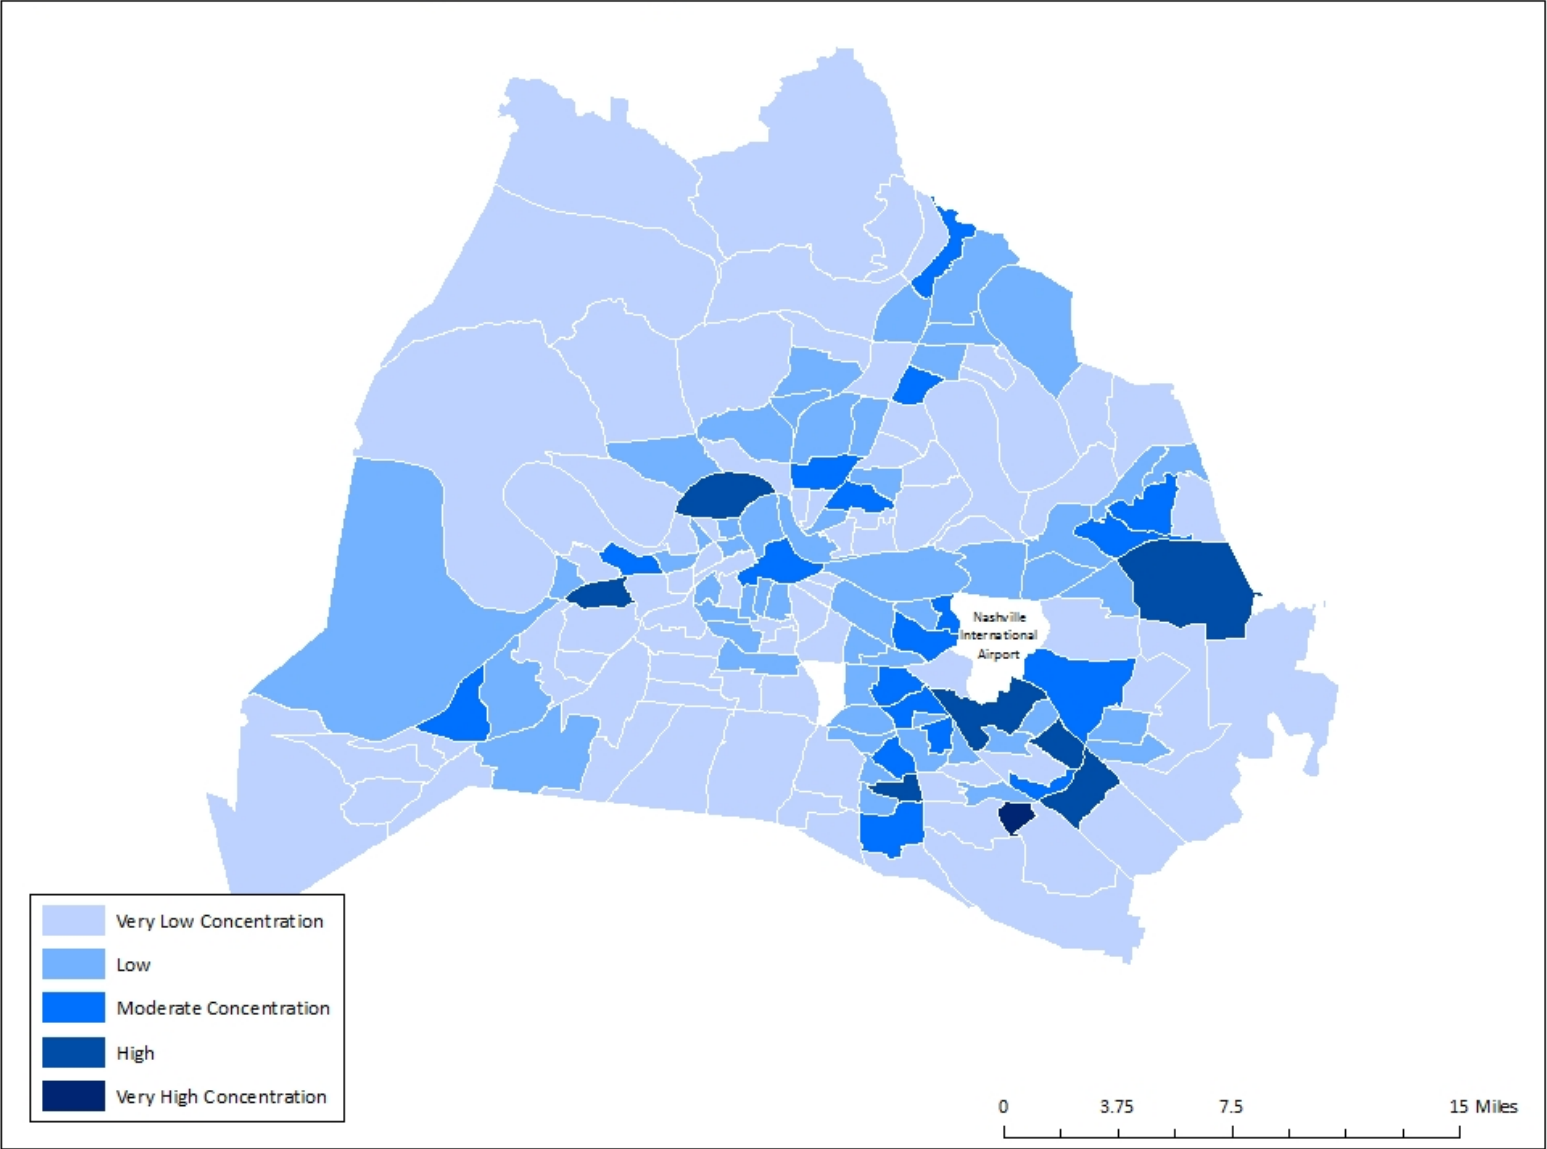 Nashville
International
Airport
Very Low Concentration
Low
Moderate Concentration
High
Very High Concentration
0 3.75 7.5 15 Miles